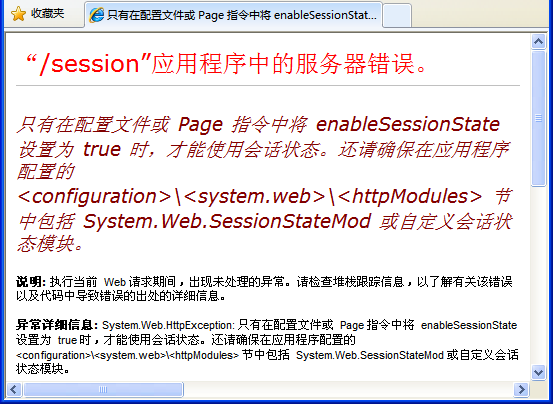 收藏夹
只有在配置文件或 Page 指令中将 enableSessionSt...
“/session”应用程序中的服务器错误。
只有在配置文件或 Page 指令中将 enableSessionState
设置为 true 时，才能使用会话状态。还请确保在应用程序
配置的
<configuration>\<system.web>\<httpModules> 节
中包括 System.Web.SessionStateMod 或自定义会话状
态模块。
说明: 执行当前 Web 请求期间，出现未处理的异常。请检查堆栈跟踪信息，以了解有关该错误
以及代码中导致错误的出处的详细信息。
异常详细信息: System.Web.HttpException: 只有在配置文件或 Page 指令中将 enableSessionState
设置为 true 时，才能使用会话状态。还请确保在应用程序配置的
<configuration>\<system.web>\<httpModules> 节中包括 System.Web.SessionStateMod 或自定义会话
状态模块。